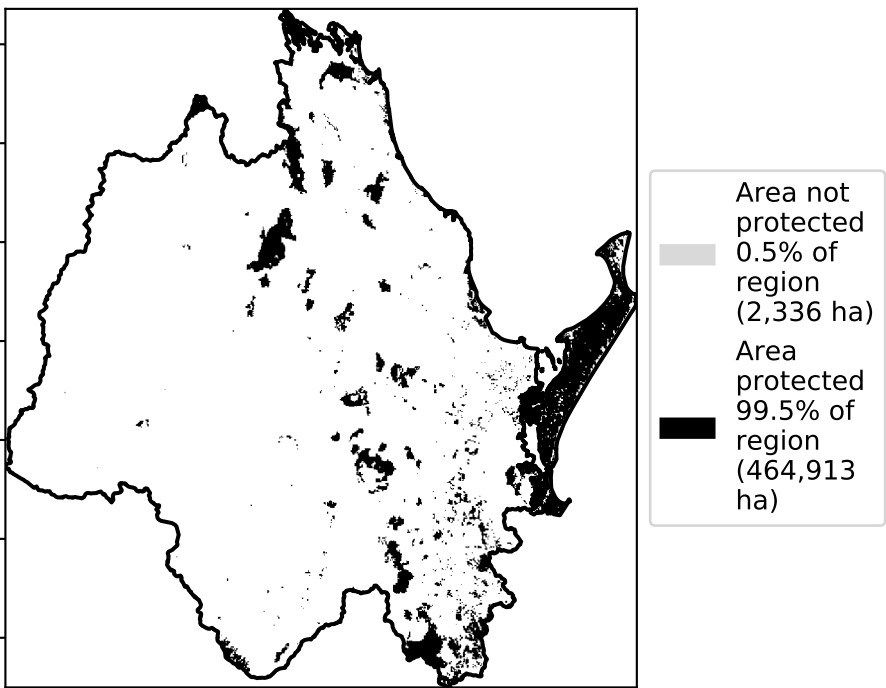 Area not
protected
0.5% of
region
(2,336 ha)
Area
protected
99.5% of
region
(464,913
ha)